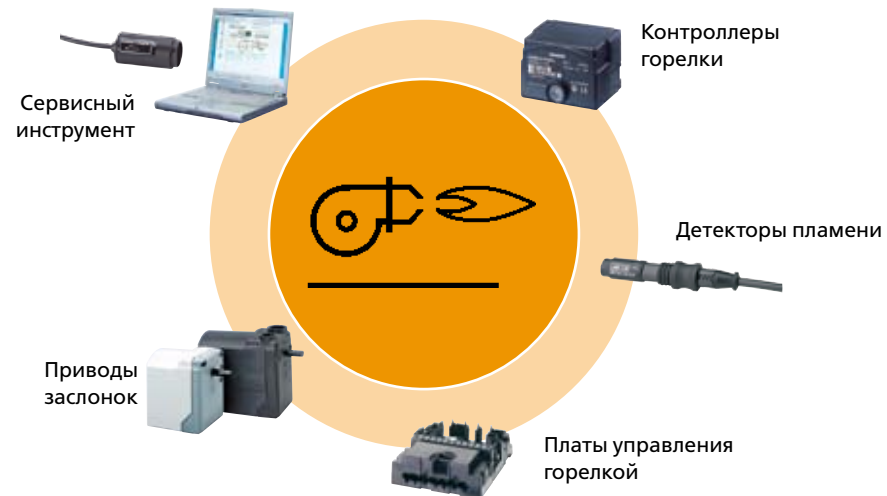 Контроллеры
горелки
Сервисный
инструмент
Детекторы пламени
Приводы
заслонок
Платы управления
горелкой